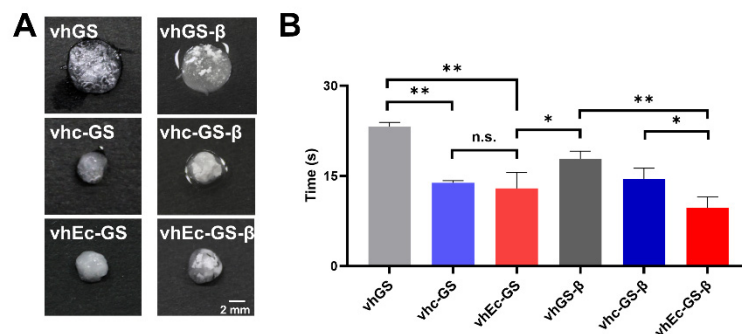 A
vhGS
vhGS-β
vhc-GS
vhc-GS-β
vhEc-GS
vhEc-GS-β
2 mm
B
Time (s)
30
15
0
**
**
**
n.s.
*
*
vhGS
vhc-GS
vhEc-GS
vhGS-β
vhc-GS-β
vhEc-GS-β